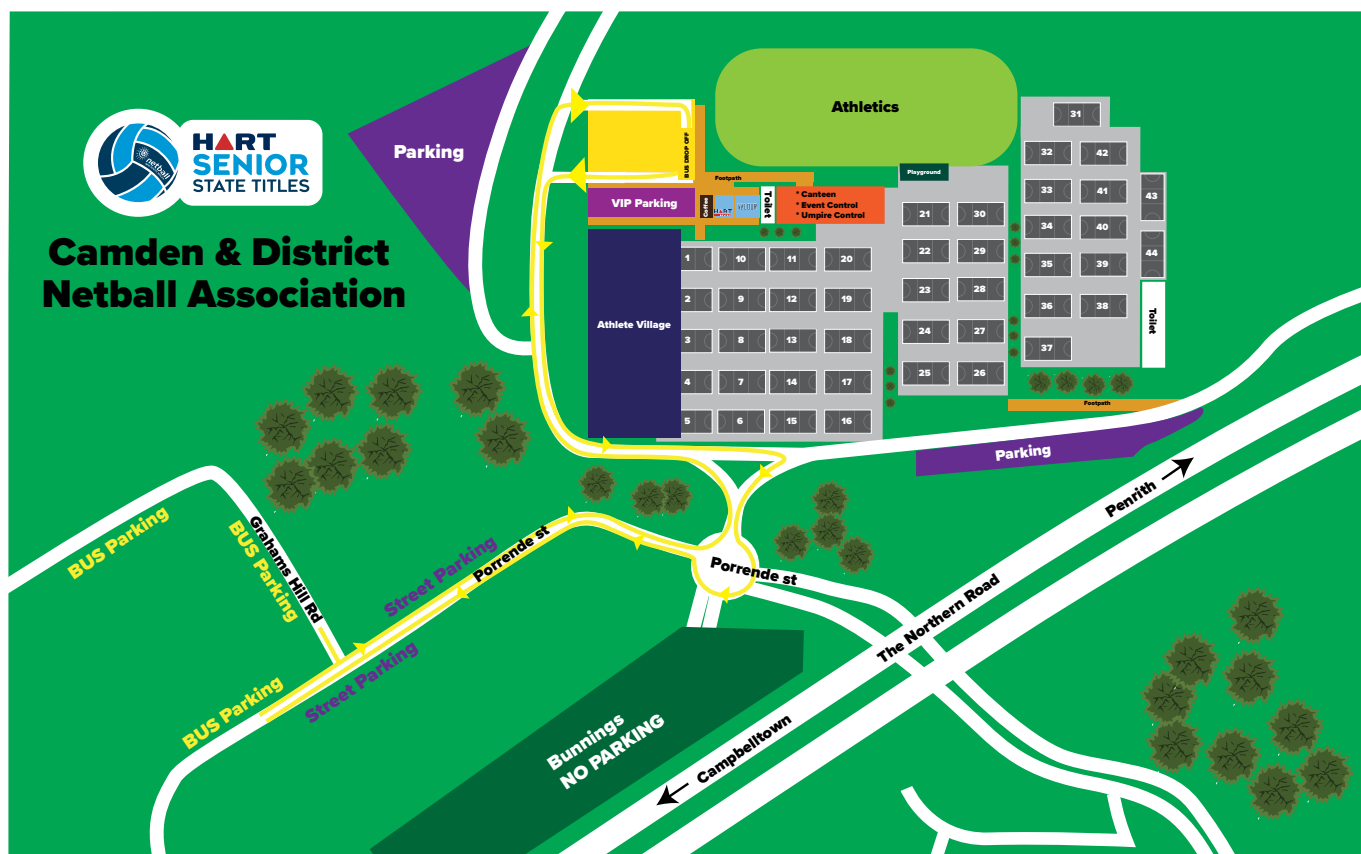 netball
HART
SENIOR
STATE TITLES
Camden & District
Netball Association
Parking
Athletics
BUS DROP OFF
Footpath
Playground
VIP Parking
Coffee
HART
Toilet
* Canteen
* Event Control
* Umpire Control
Athlete Village
1
10
11
20
2
9
12
19
3
8
13
18
4
7
14
17
5
6
15
16
21
30
22
29
23
28
24
27
25
26
31
32
42
33
41
34
40
35
39
36
38
37
43
44
Toilet
Footpath
Parking
Penrith
The Northern Road
Campbelltown
BUS Parking
Grahams Hill Rd
BUS Parking
Street Parking
Porrende st
Porrende st
Street Parking
BUS Parking
Bunnings
NO PARKING